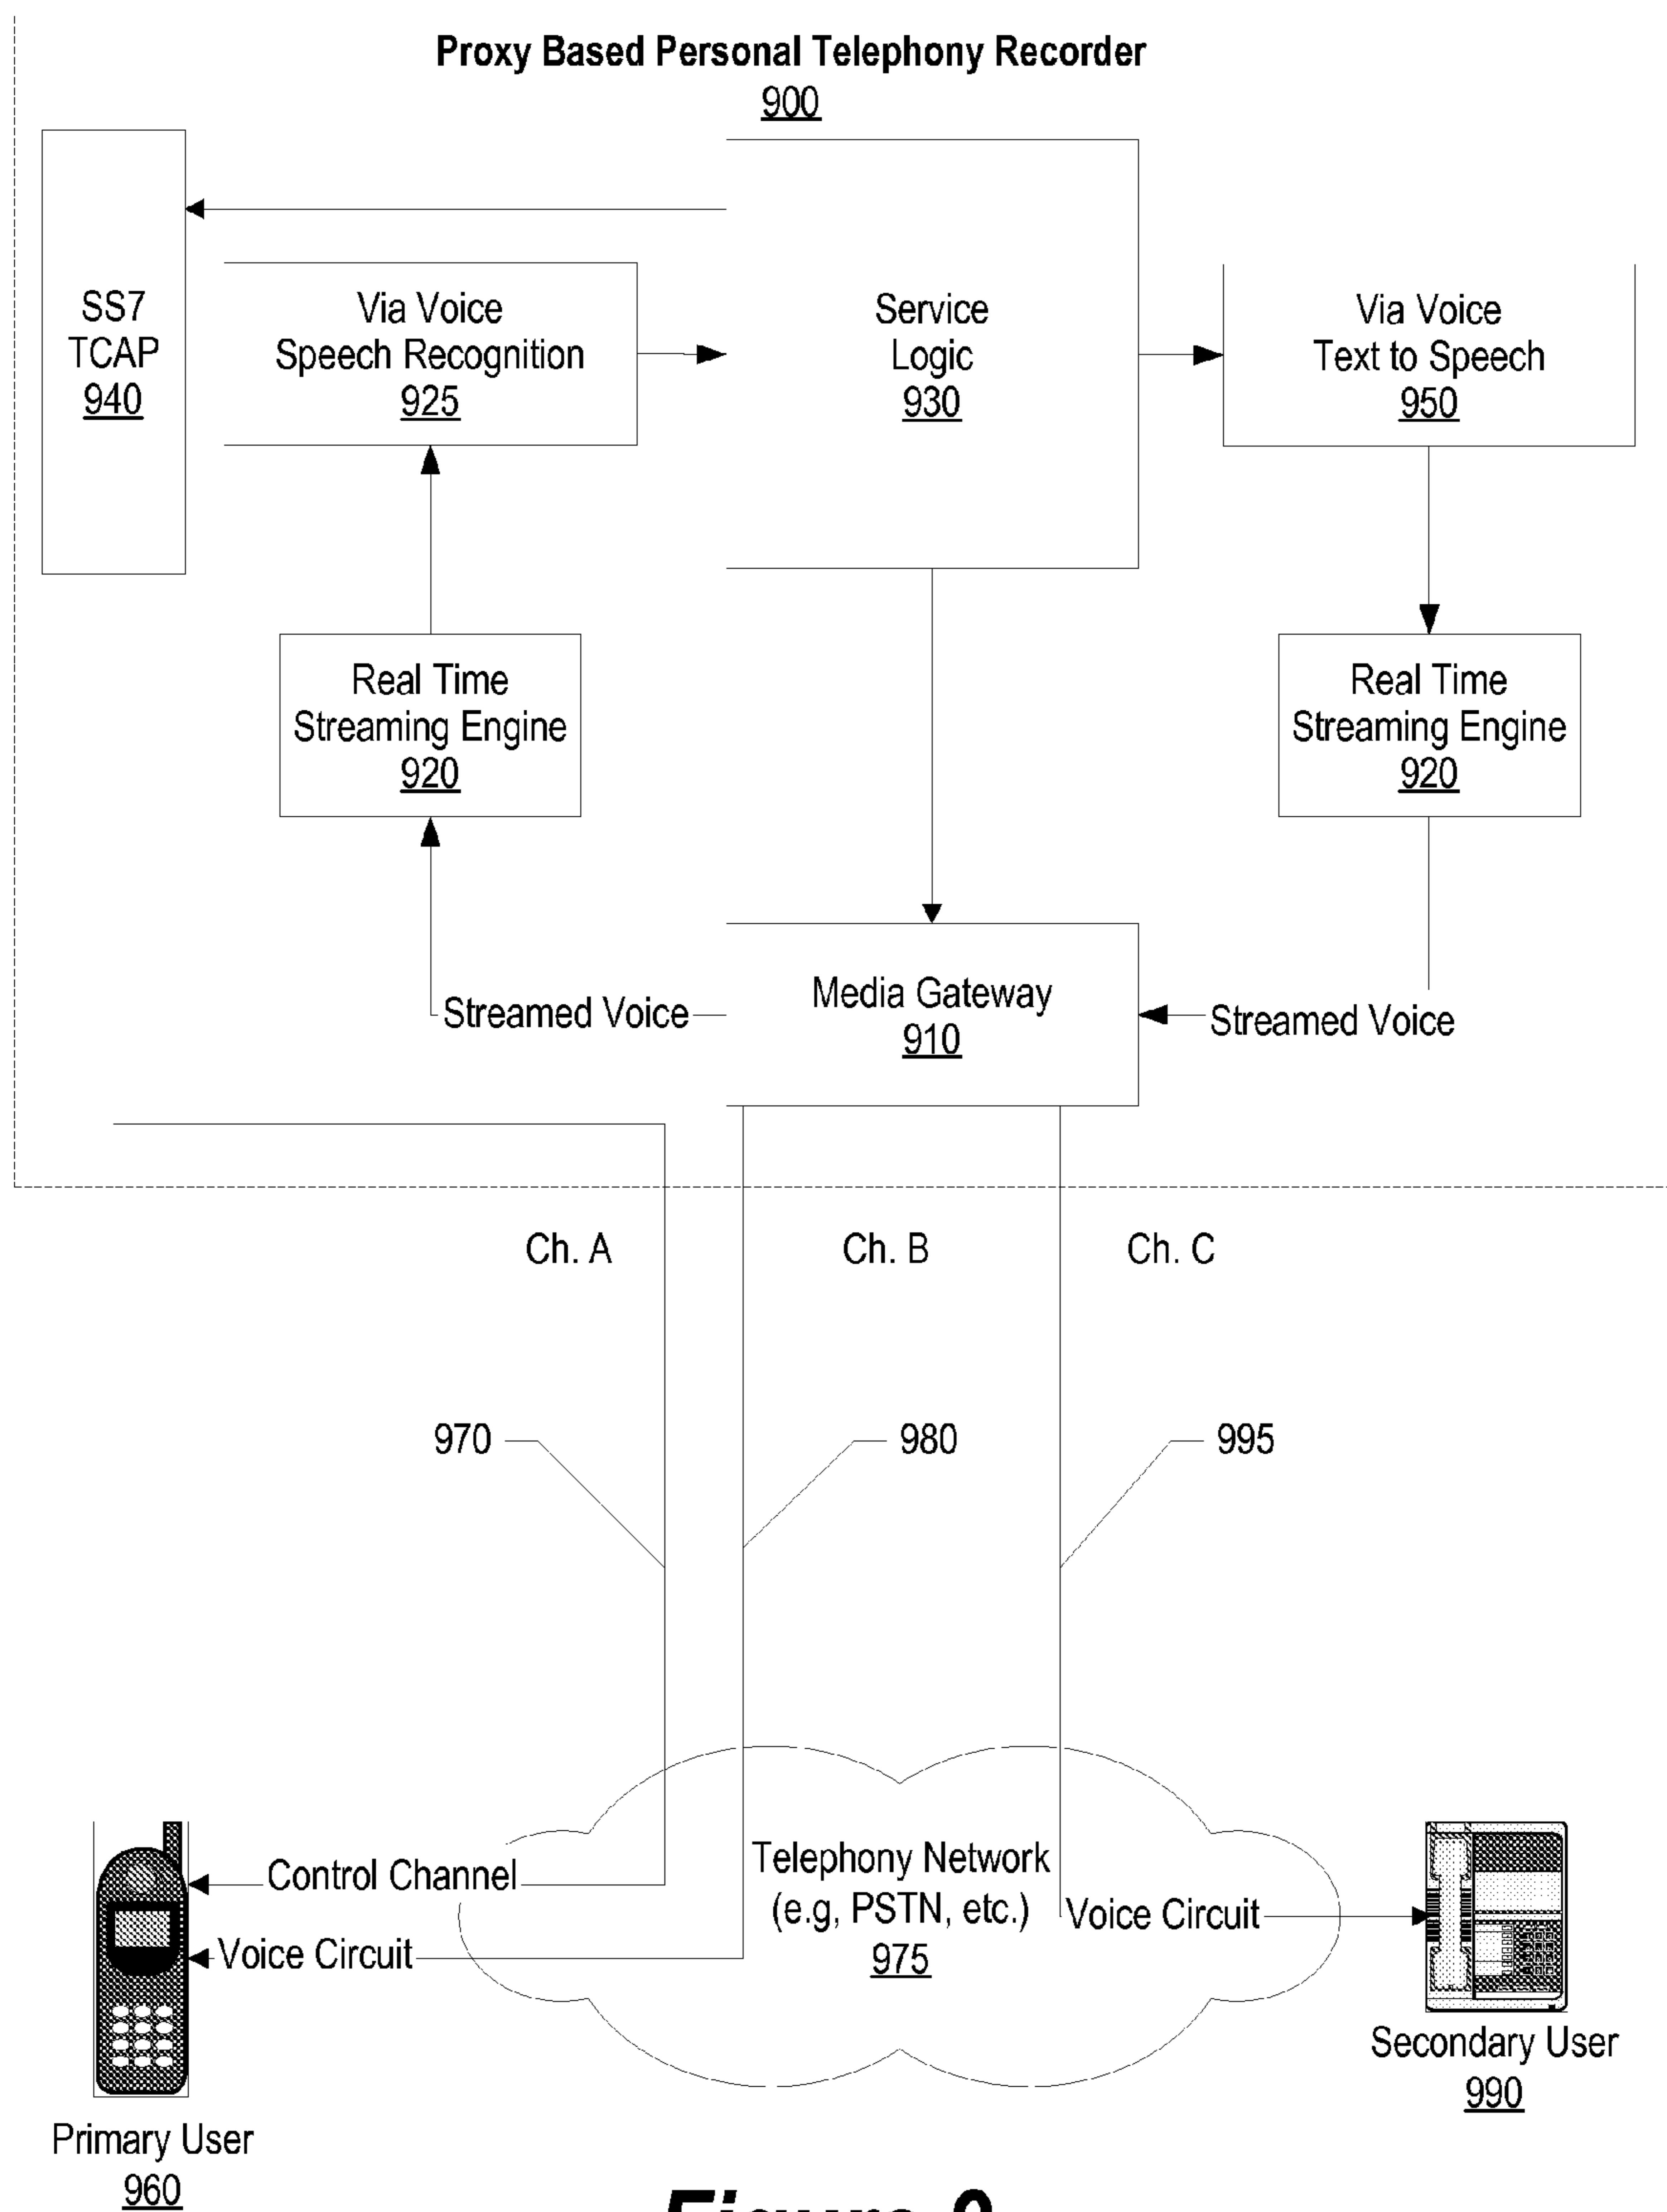 Proxy Based Personal Telephony Recorder
900
SS7
TCAP
940
Via Voice
Speech Recognition
925
Service
Logic
930
Via Voice
Text to Speech
950
Real Time
Streaming Engine
920
Real Time
Streaming Engine
920
Streamed Voice
Media Gateway
910
Streamed Voice
Ch. A
Ch. B
Ch. C
970
980
995
Control Channel
Voice Circuit
Telephony Network
(e.g, PSTN, etc.)
975
Voice Circuit
Secondary User
990
Primary User
960